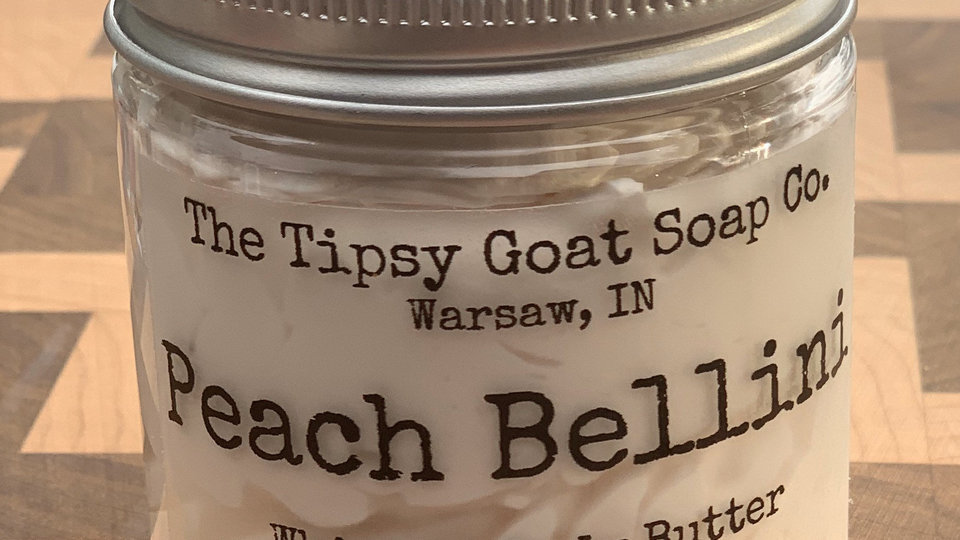 The Tipsy Goat Soap Co.
Warsaw, IN
Peach Bellini
Butter